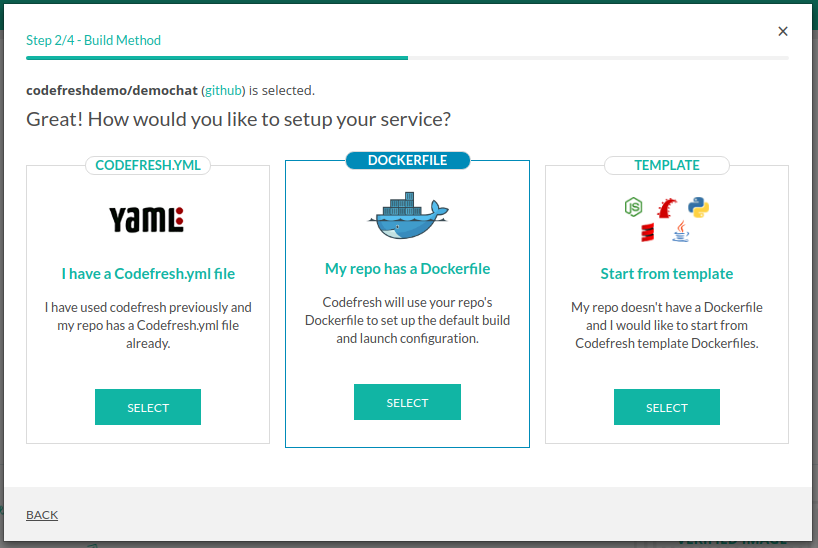 Step 2/4 - Build Method
×
codefreshdemo/demochat (github) is selected.
Great! How would you like to setup your service?
CODEFRESH.YML
YAML
I have a Codefresh.yml file
I have used codefresh previously and
my repo has a Codefresh.yml file
already.
SELECT
DOCKERFILE
My repo has a Dockerfile
Codefresh will use your repo's
Dockerfile to set up the default build
and launch configuration.
SELECT
TEMPLATE
JS
Start from template
My repo doesn't have a Dockerfile
and I would like to start from
Codefresh template Dockerfiles.
SELECT
BACK